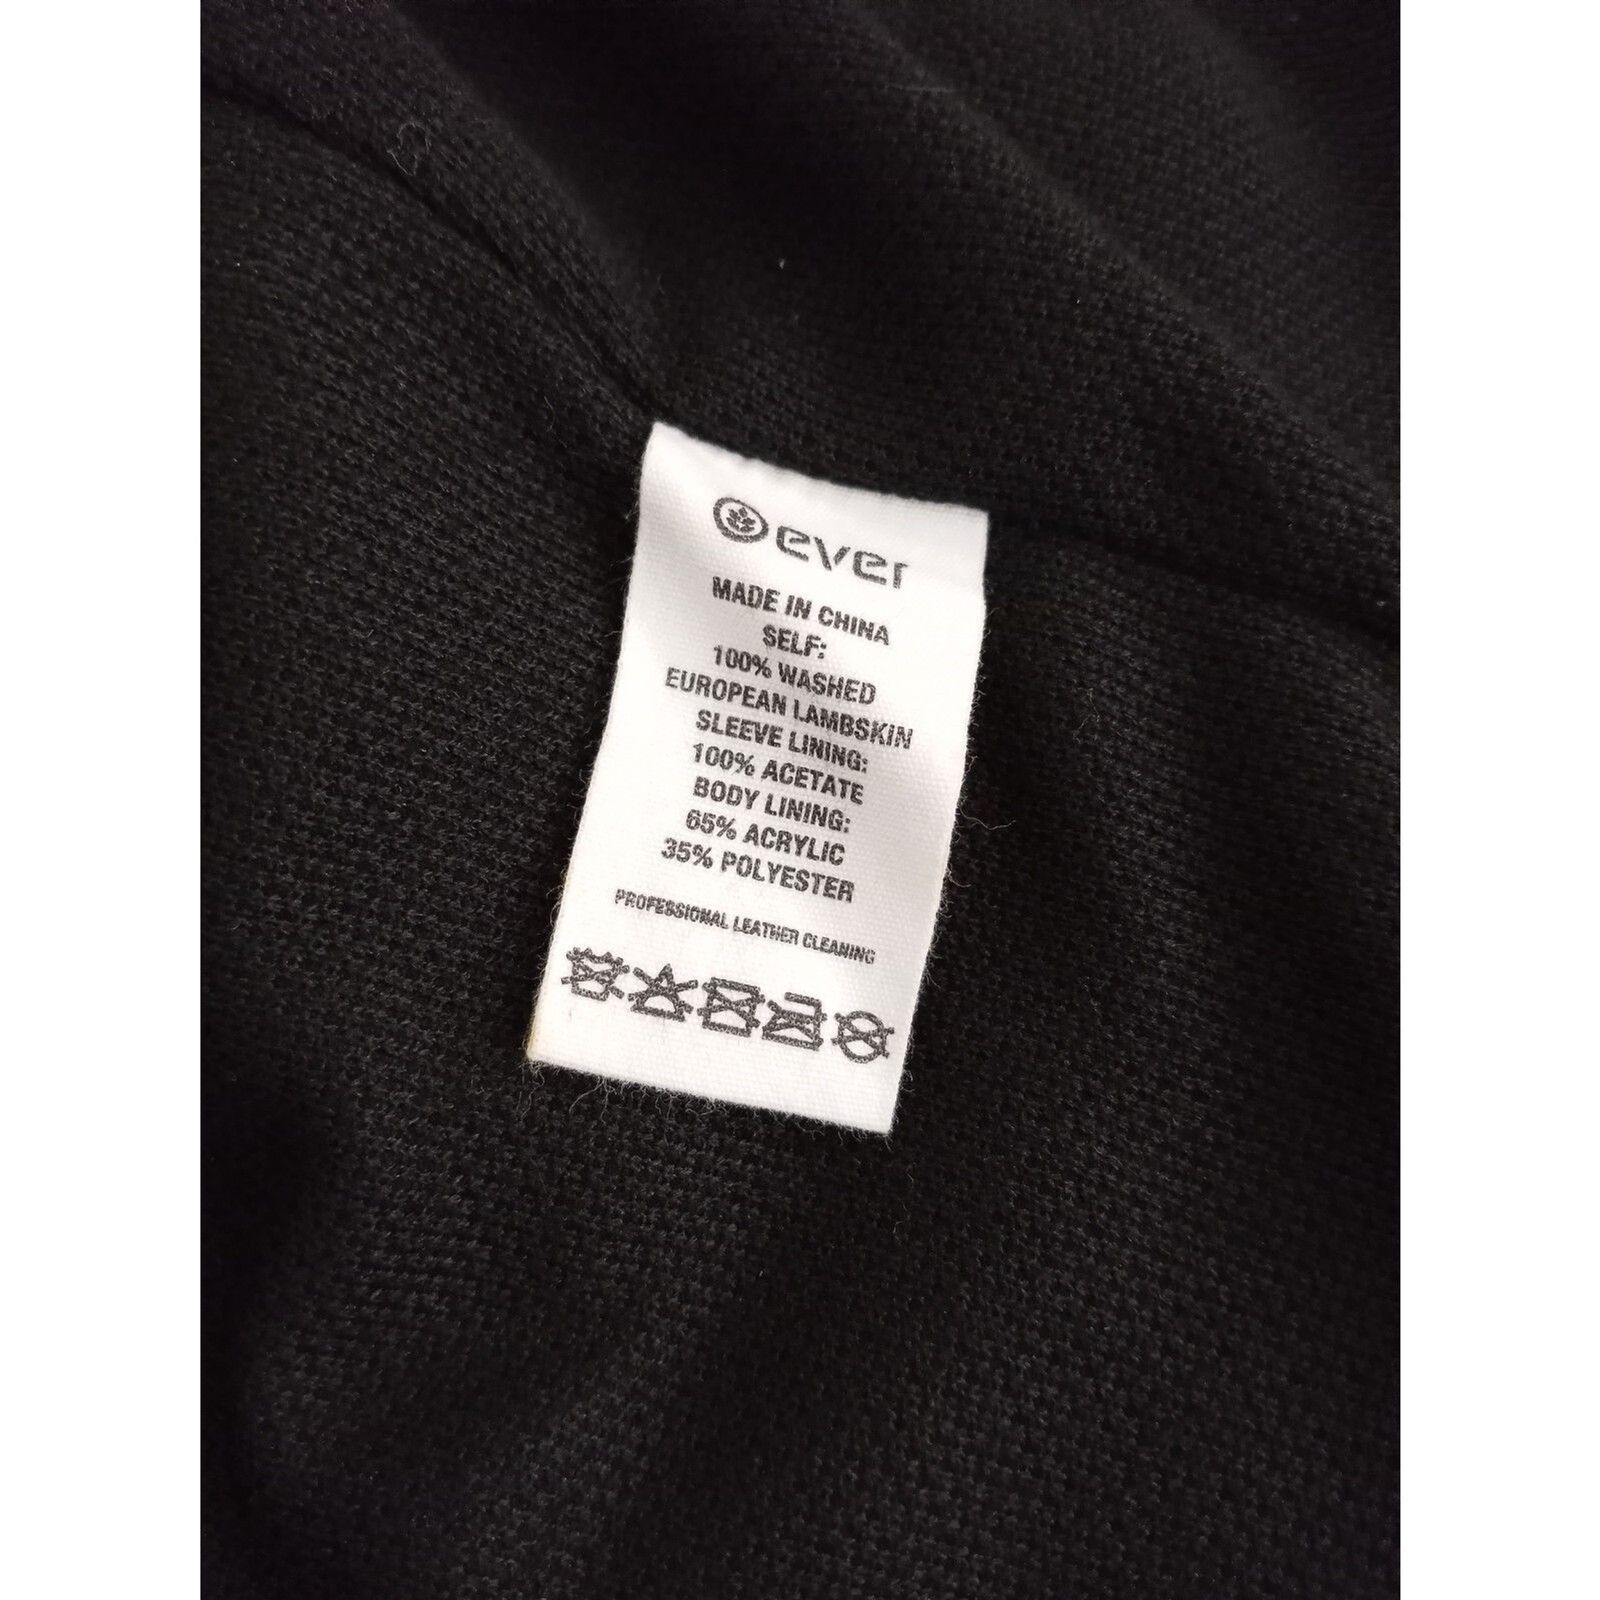 ever
MADE IN CHINA
SELF:
100% WASHED
EUROPEAN LAMBSKIN
SLEEVE LINING:
100% ACETATE
BODY LINING:
65% ACRYLIC
35% POLYESTER
PROFESSIONAL LEATHER CLEANING